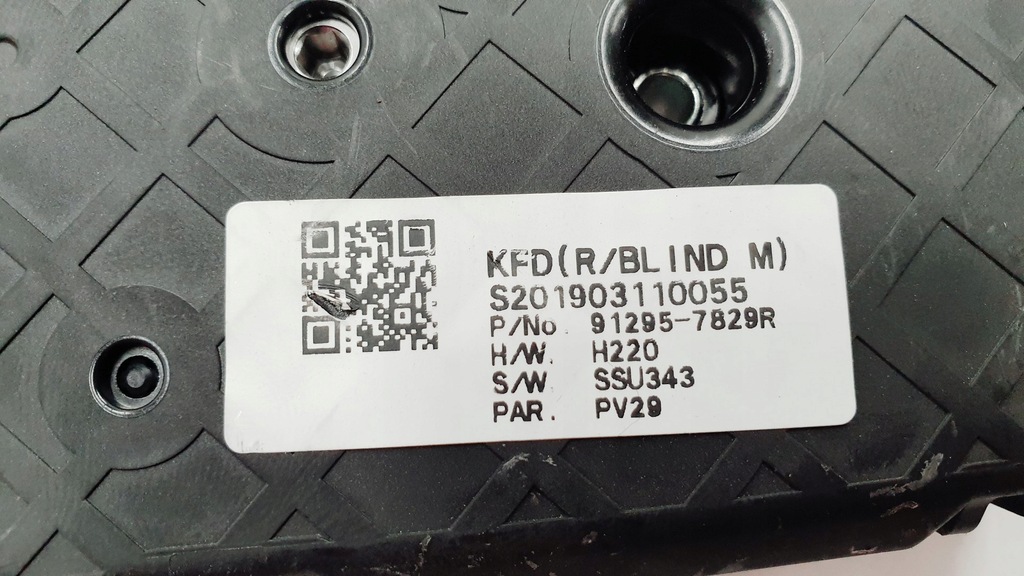 KFD(R/BLIND M)
S201903110055
P/No. 91295-7829R
H/W. H220
S/W SSU343
PAR. PV29